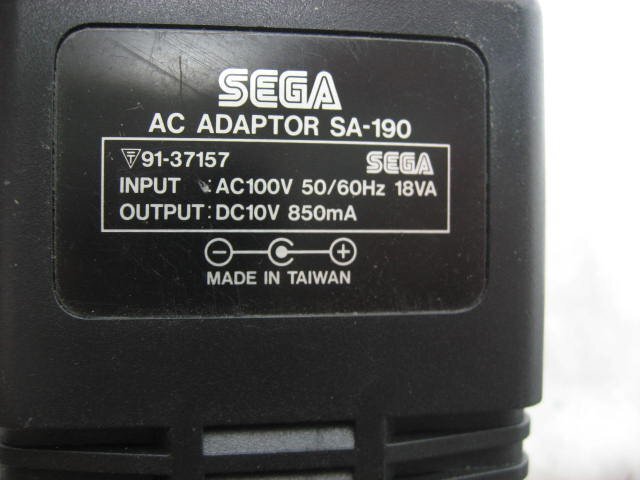 SEGA
AC ADAPTOR SA-190
91-37157 SEGA
INPUT : AC100V 50/60Hz 18VA
OUTPUT : DC10V 850mA
MADE IN TAIWAN